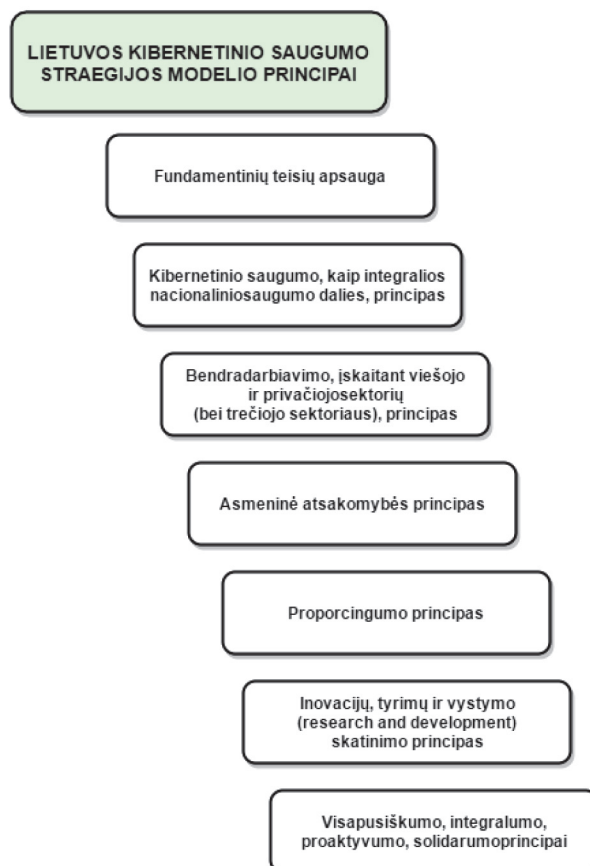 LIETUVOS KIBERNETINIO SAUGUMO
STRAEGIJOS MODELIO PRINCIPAI
Fundamentinių teisių apsauga
Kibernetinio saugumo, kaip integralios
nacionaliniosaugumo dalies, principas
Bendradarbiavimo, įskaitant viešojo
ir privačiojosektorių
(bei trečiojo sektoriaus), principas
Asmeninė atsakomybės principas
Proporcingumo principas
Inovacijų, tyrimų ir vystymo
(research and development)
skatinimo principas
Visapusiškumo, integralumo,
proaktyvumo, solidarumoprincipai